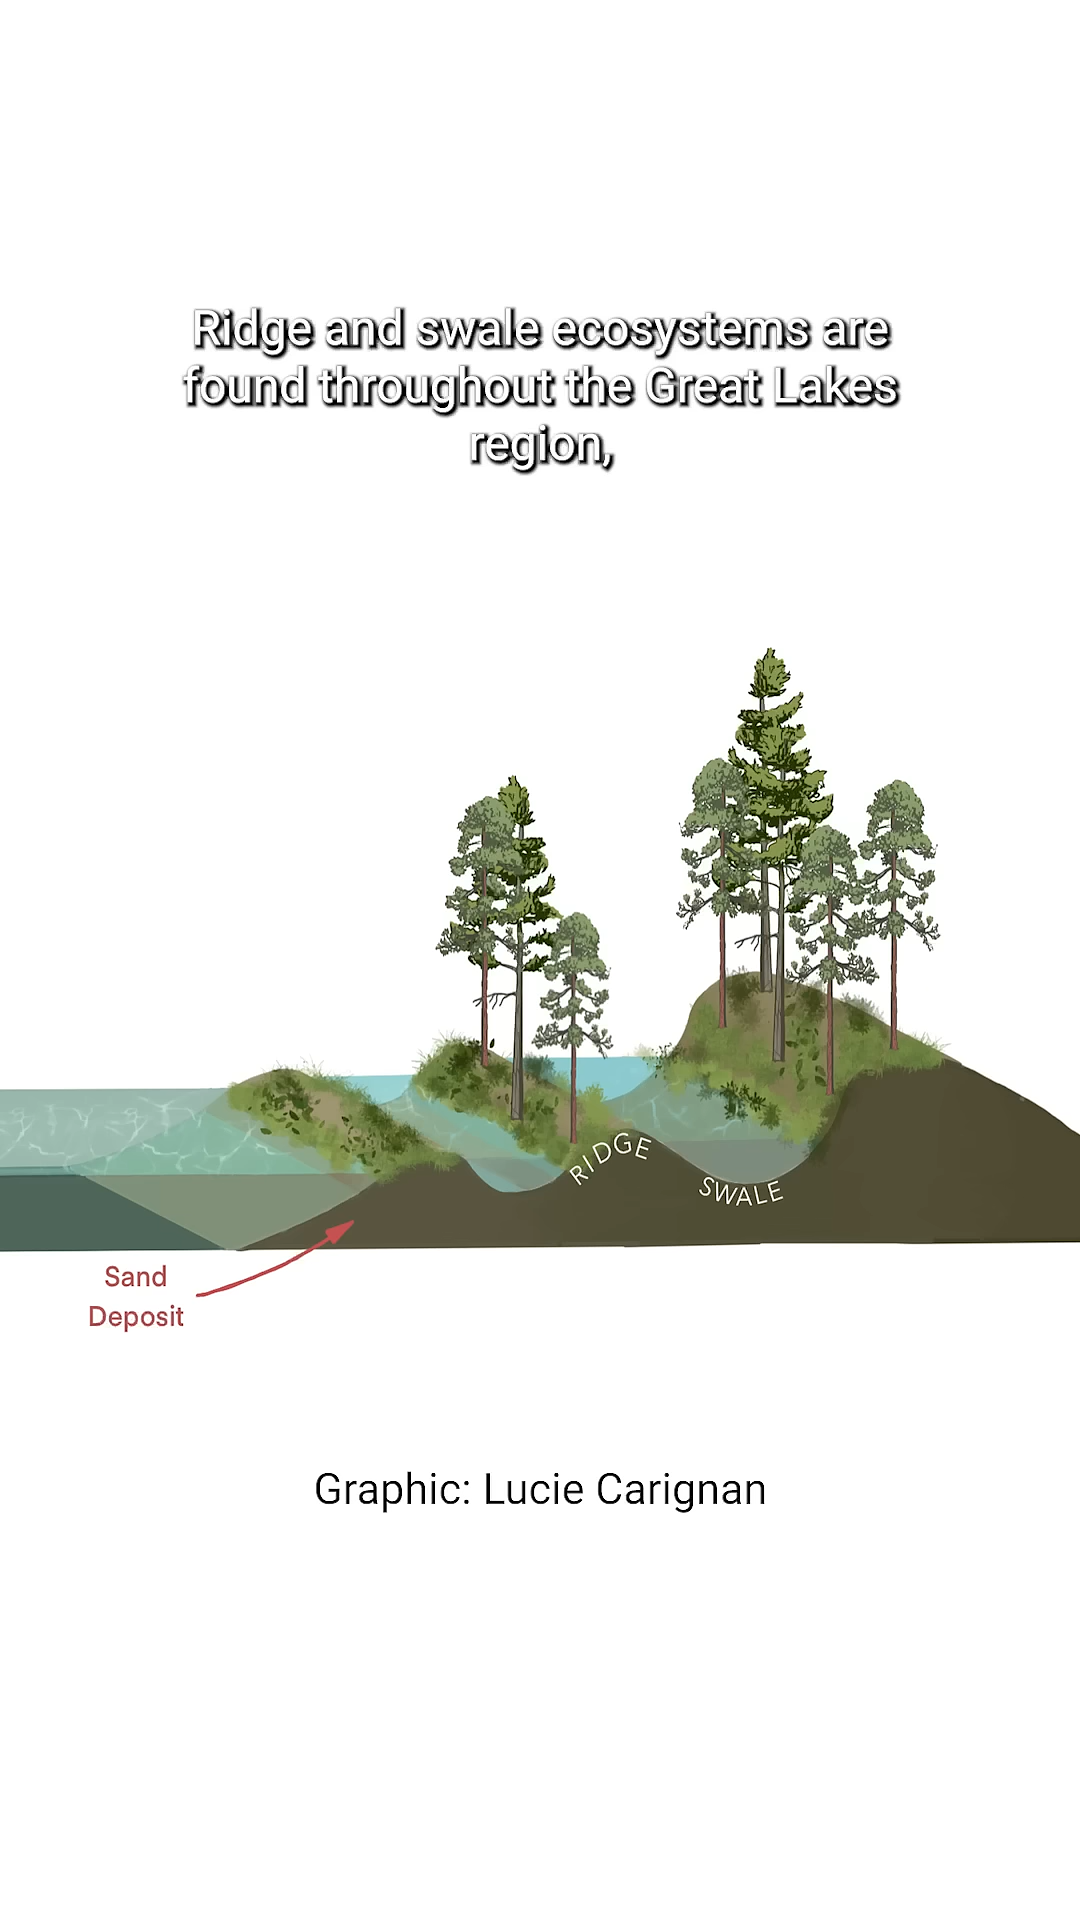 Ridge and swale ecosystems are
found throughout the Great Lakes
region,
RIDGE
SWALE
Sand
Deposit
Graphic: Lucie Carignan